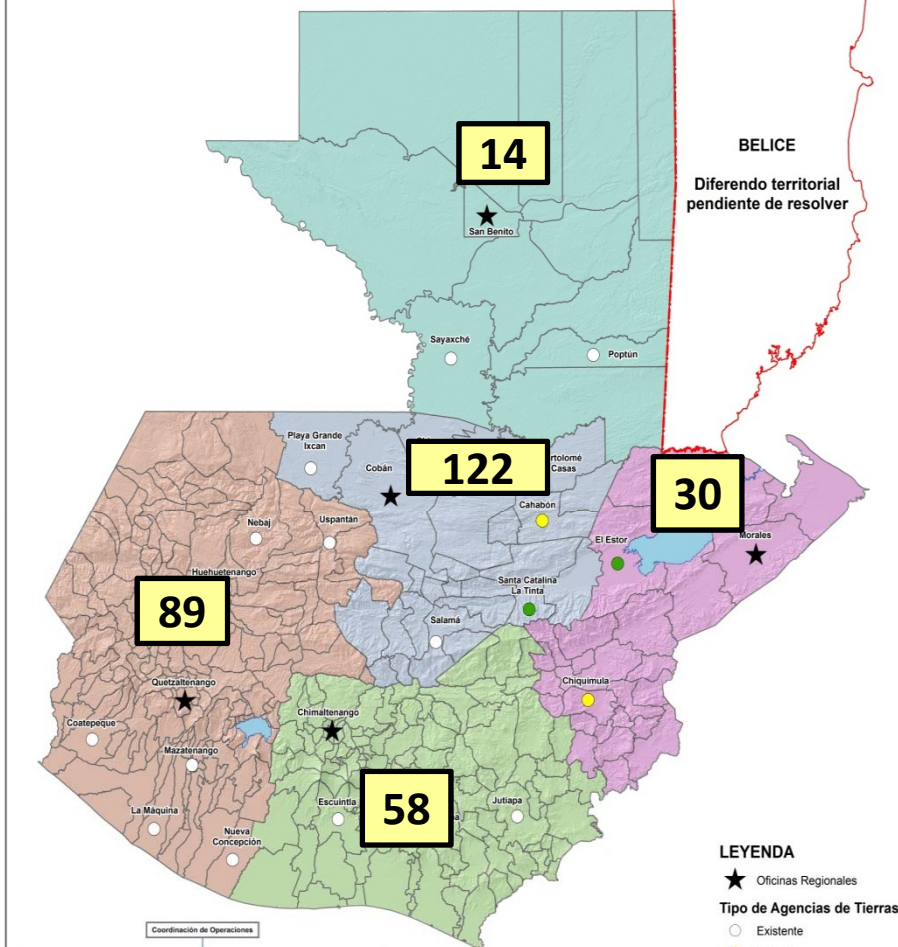 14
BELICE
Diferendo territorial
pendiente de resolver
San Benito
Sayaxché
Poptún
Playa Grande
Ixcan
Cobán
122
Casas
Cahabón
30
Nebaj
Uspantán
El Estor
Morales
Huehuetenango
Santa Catalina
La Tinta
89
Salamá
Quetzaltenango
Chiquimula
Chimaltenango
Coatepeque
Mazatenango
La Máquina
Escuintla
58
Jutiapa
Nueva
Concepción
LEYENDA
Oficinas Regionales
Tipo de Agencias de Tierras
Existente
Coordinación de Operaciones